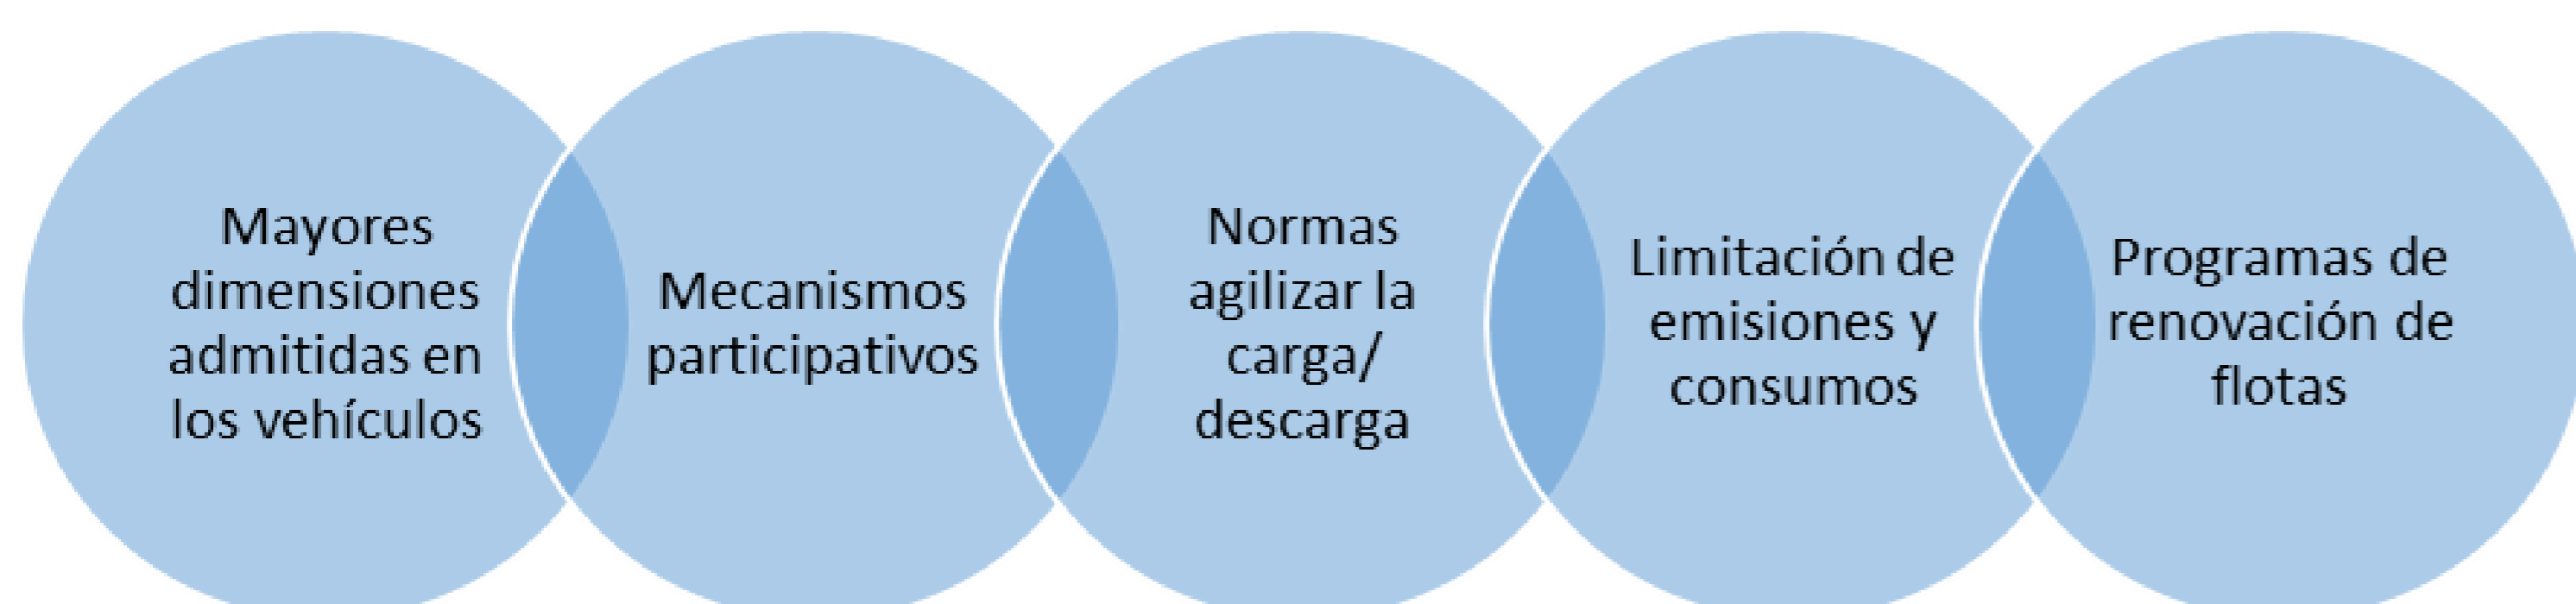 Mayores
dimensiones
admitidas en
los vehículos
Mecanismos
participativos
Normas
agilizar la
carga/
descarga
Limitación de
emisiones y
consumos
Programas de
renovación de
flotas